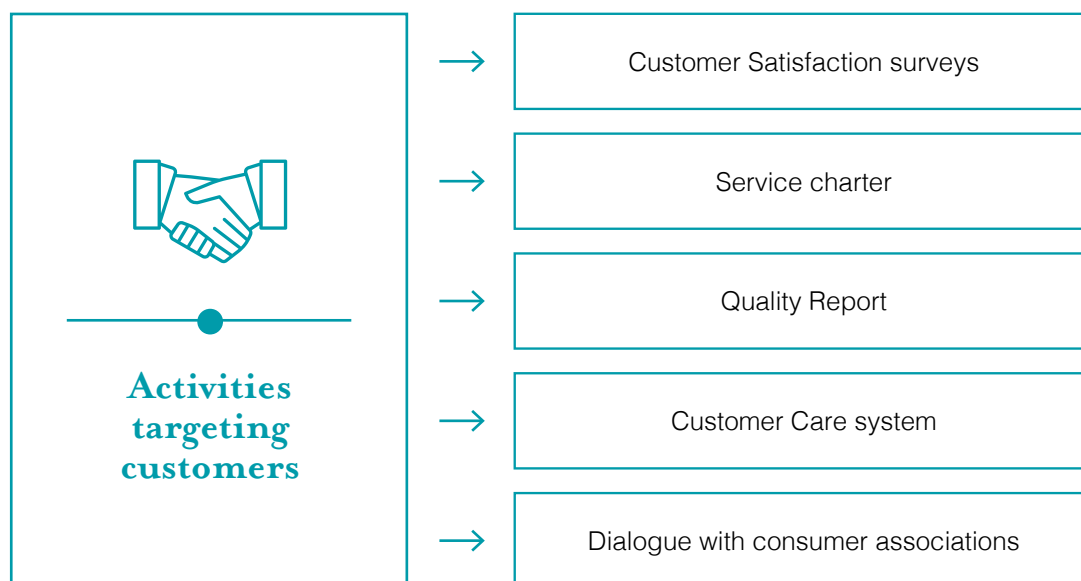 Activities
targeting
customers
Customer Satisfaction surveys
Service charter
Quality Report
Customer Care system
Dialogue with consumer associations